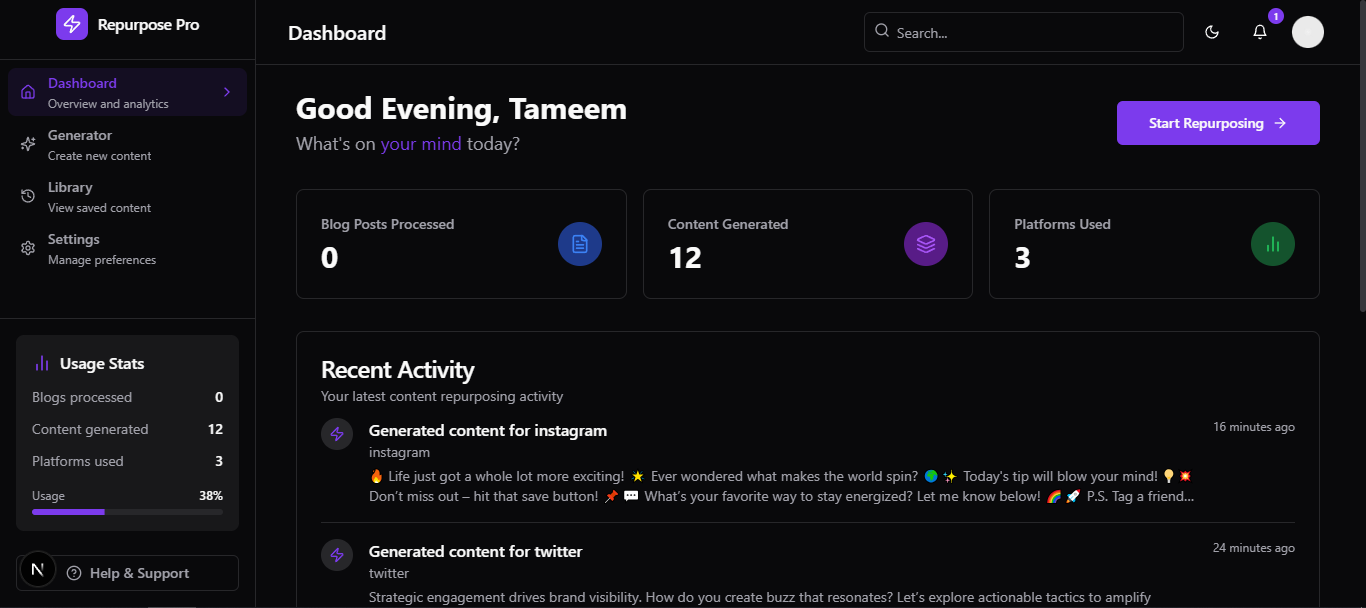 Repurpose Pro
Dashboard
Search...
1
Dashboard
Overview and analytics
Generator
Create new content
Library
View saved content
Settings
Manage preferences
Usage Stats
Blogs processed 0
Content generated 12
Platforms used 3
Usage 38%
N
Help & Support
Good Evening, Tameem
What's on your mind today?
Start Repurposing →
Blog Posts Processed
0
Content Generated
12
Platforms Used
3
Recent Activity
Your latest content repurposing activity
Generated content for instagram
16 minutes ago
instagram
🔥 Life just got a whole lot more exciting! 🌟 Ever wondered what makes the world spin? 🌍✨ Today's tip will blow your mind! 💡💥
Don't miss out – hit that save button! 📌 💬 What's your favorite way to stay energized? Let me know below! 🌈🚀 P.S. Tag a friend...
Generated content for twitter
24 minutes ago
twitter
Strategic engagement drives brand visibility. How do you create buzz that resonates? Let's explore actionable tactics to amplify